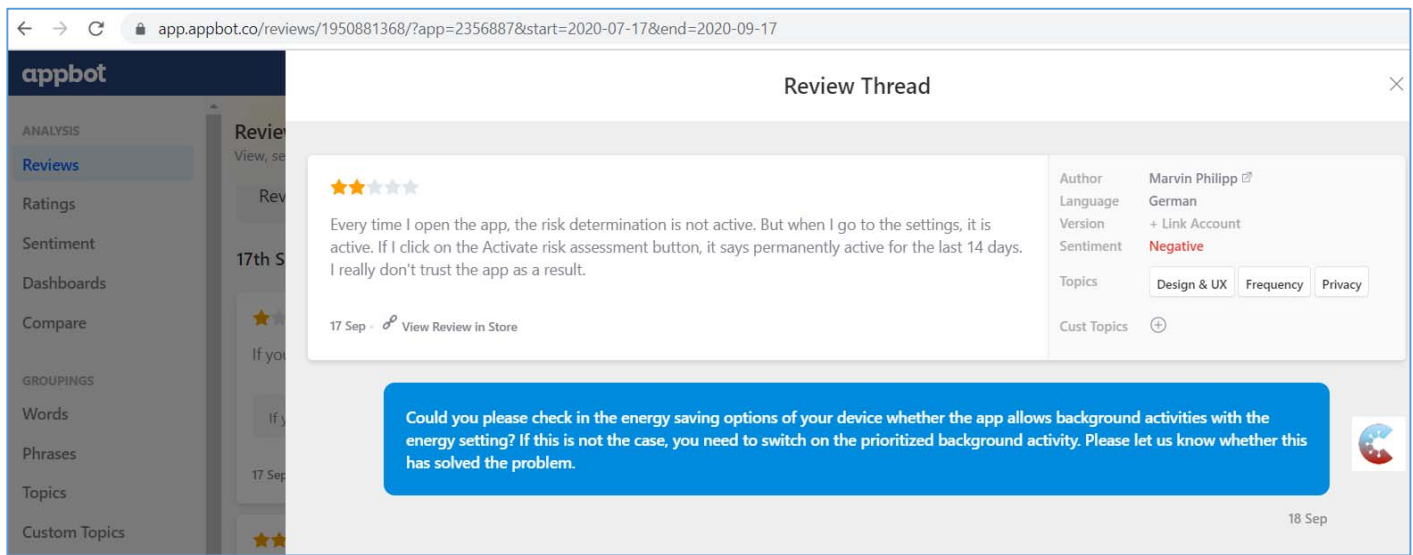 app.appbot.co/reviews/1950881368/?app=2356887&start=2020-07-17&end=2020-09-17
appbot
Review Thread
ANALYSIS
Reviews
Ratings
Sentiment
Dashboards
Compare
GROUPINGS
Words
Phrases
Topics
Custom Topics
View, se
17th S
If you
17 Sep
Every time I open the app, the risk determination is not active. But when I go to the settings, it is
active. If I click on the Activate risk assessment button, it says permanently active for the last 14 days.
I really don't trust the app as a result.
17 Sep - View Review in Store
Author Marvin Philipp
Language German
Version + Link Account
Sentiment Negative
Topics Design & UX Frequency Privacy
Cust Topics
Could you please check in the energy saving options of your device whether the app allows background activities with the
energy setting? If this is not the case, you need to switch on the prioritized background activity. Please let us know whether this
has solved the problem.
18 Sep